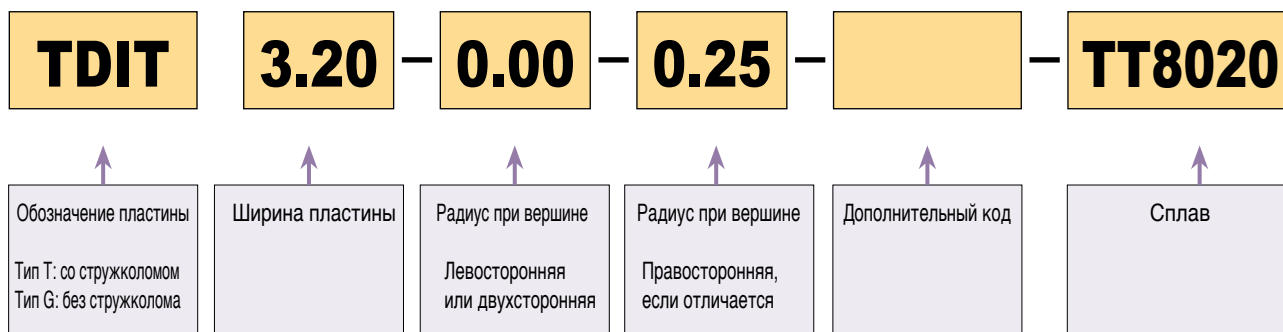 TDIT 3.20 – 0.00 – 0.25 – – TT8020
Обозначение пластины
Тип Т: со стружколомом
Тип G: без стружколома
Ширина пластины
Радиус при вершине
Левосторонняя
или двухсторонняя
Радиус при вершине
Правосторонняя,
если отличается
Дополнительный код
Сплав